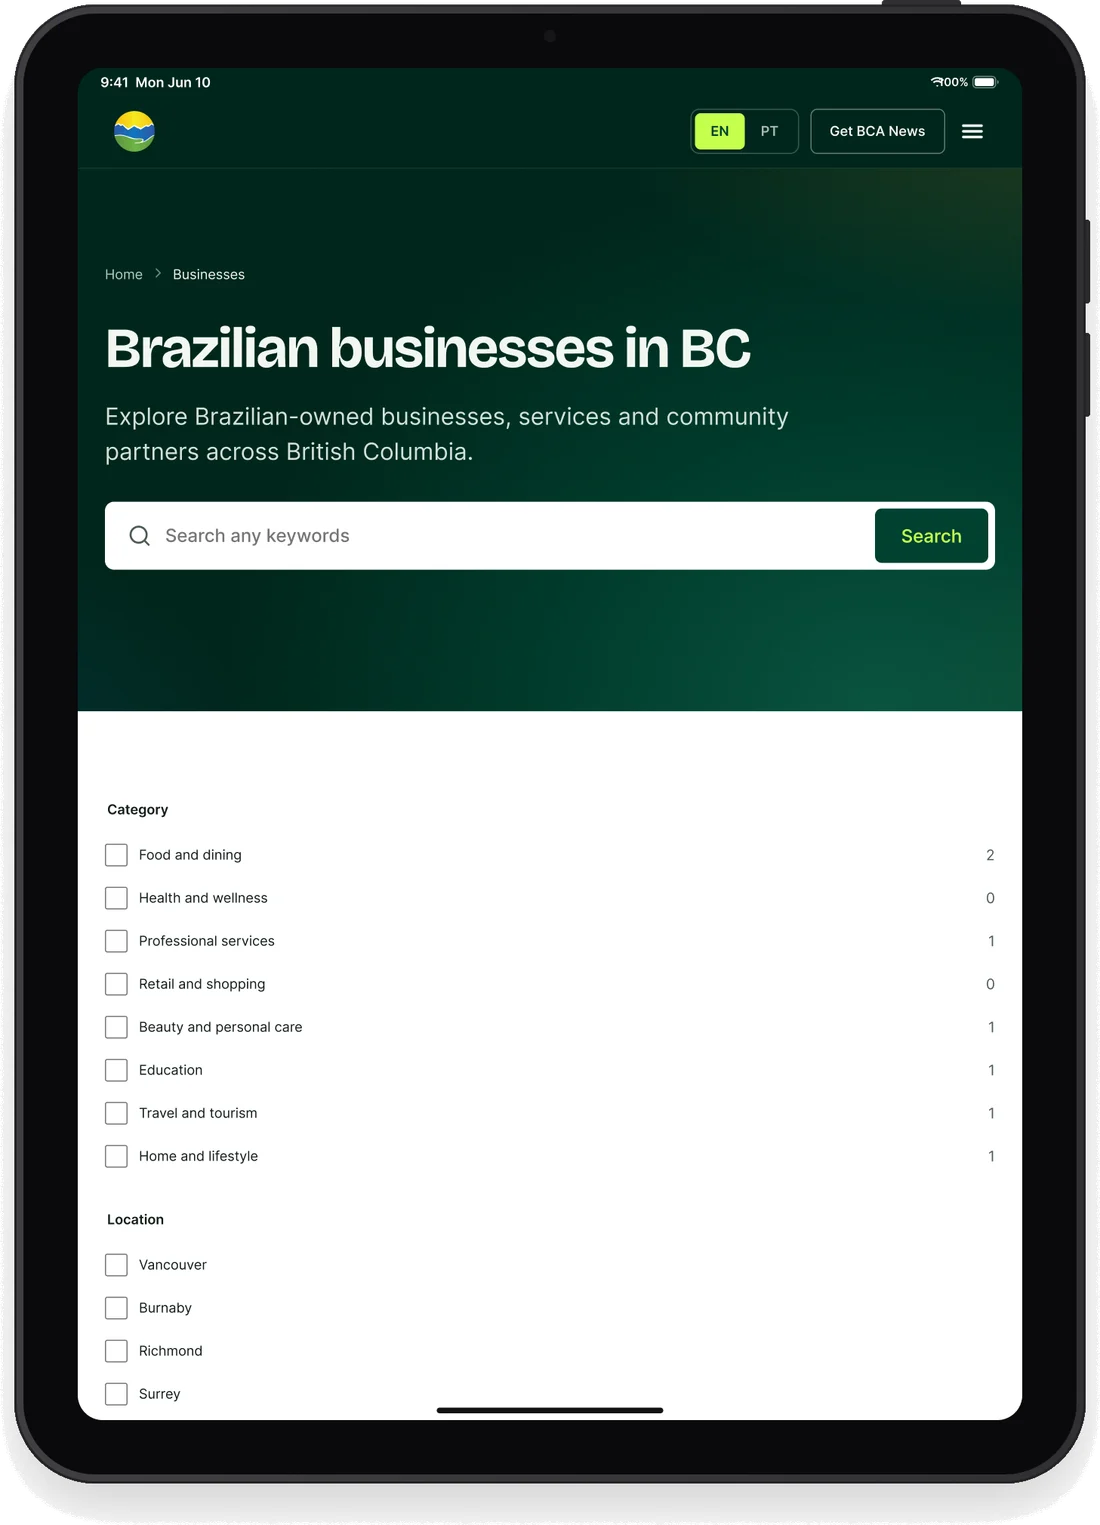 9:41 Mon Jun 10
100%
EN PT Get BCA News
Home Businesses
Brazilian businesses in BC
Explore Brazilian-owned businesses, services and community
partners across British Columbia.
Search any keywords Search
Category
Food and dining 2
Health and wellness 0
Professional services 1
Retail and shopping 0
Beauty and personal care 1
Education 1
Travel and tourism 1
Home and lifestyle 1
Location
Vancouver
Burnaby
Richmond
Surrey